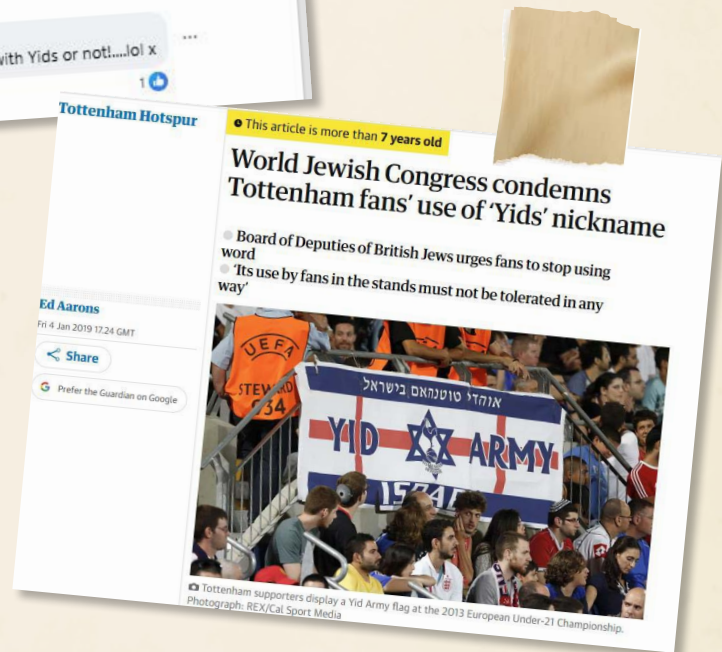 with Yids or not!....lol x
...
1
Tottenham Hotspur
This article is more than 7 years old
World Jewish Congress condemns
Tottenham fans' use of 'Yids' nickname
Board of Deputies of British Jews urges fans to stop using
word
'Its use by fans in the stands must not be tolerated in any
way'
Ed Aarons
Fri 4 Jan 2019 17.24 GMT
Share
G Prefer the Guardian on Google
UEFA
STEWARD
34
אוהדי טוטנהאם בישראל
YID ARMY
ISRAEL
Tottenham supporters display a Yid Army flag at the 2013 European Under-21 Championship.
Photograph: REX/Cal Sport Media